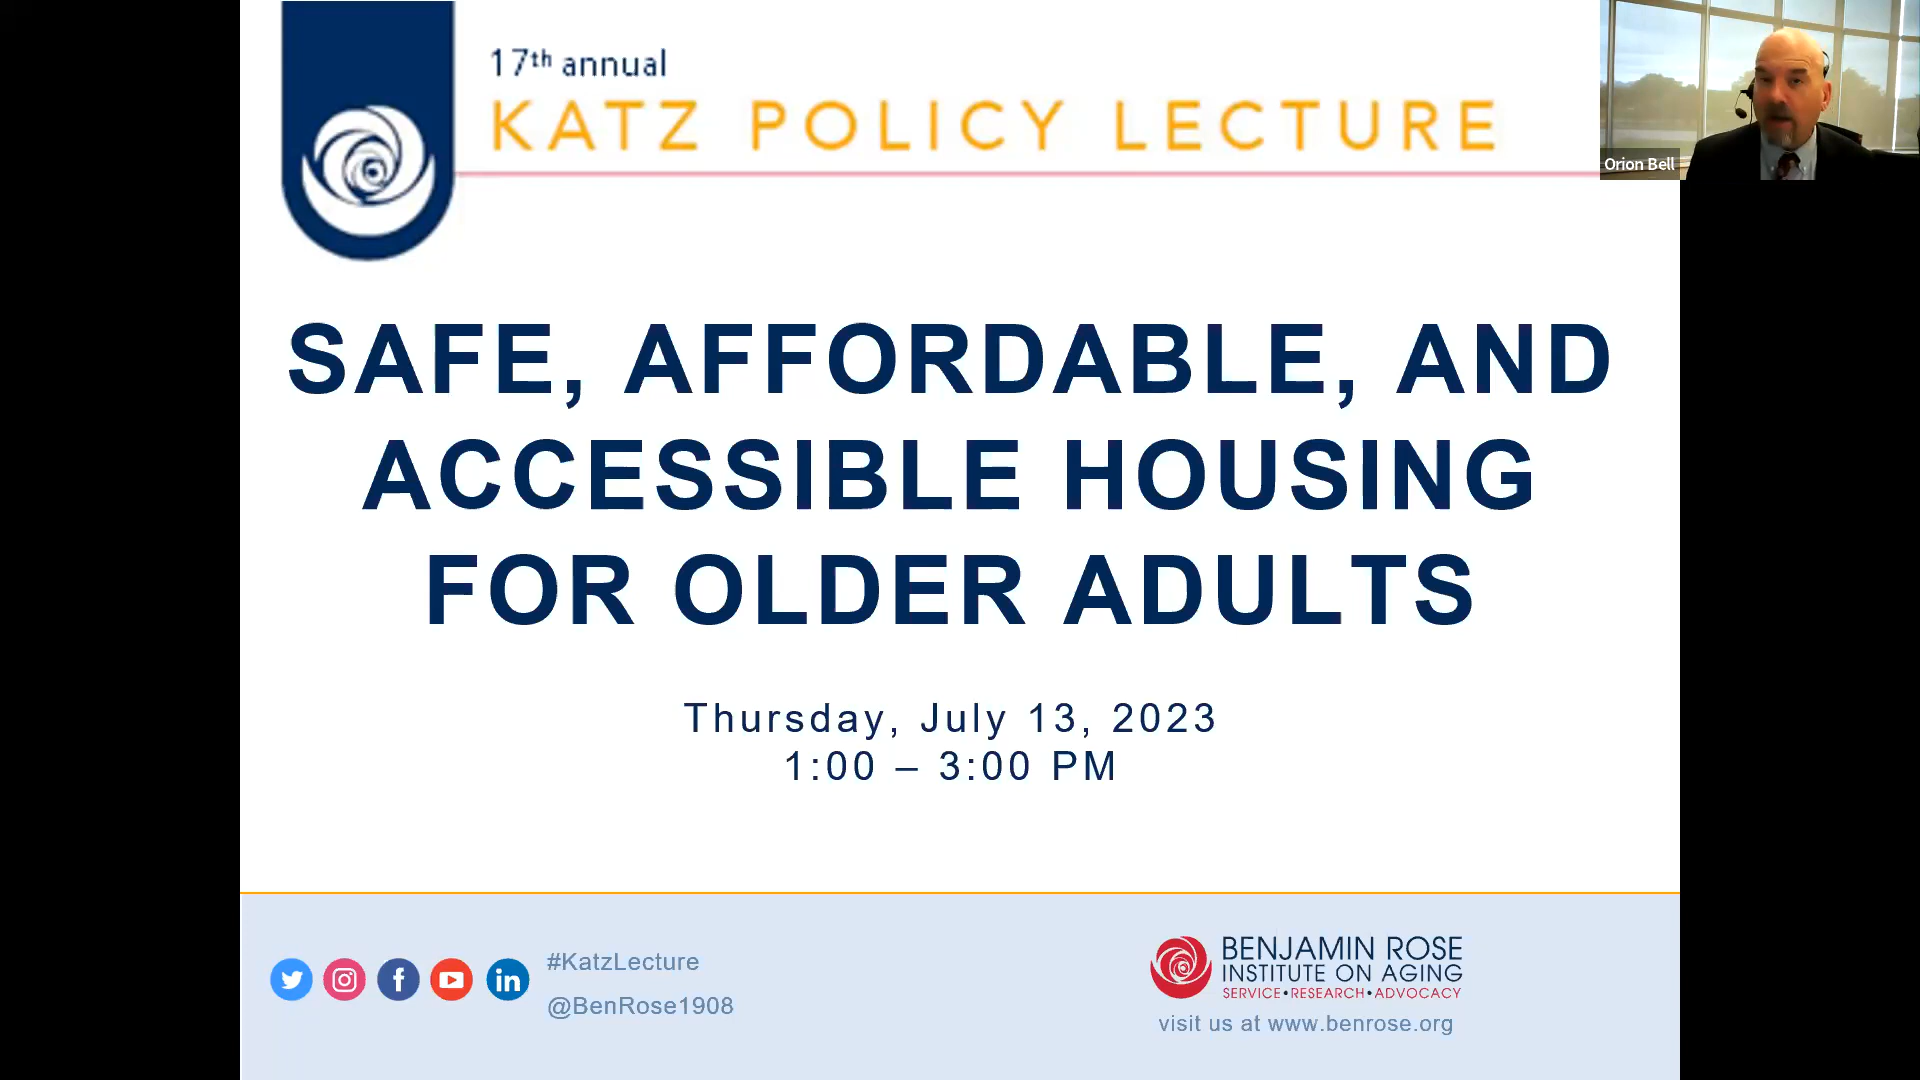 17th annual
KATZ POLICY LECTURE
Orion Bell
SAFE, AFFORDABLE, AND
ACCESSIBLE HOUSING
FOR OLDER ADULTS
Thursday, July 13, 2023
1:00 – 3:00 PM
#KatzLecture
@BenRose1908
BENJAMIN ROSE
INSTITUTE ON AGING
SERVICE•RESEARCH•ADVOCACY
visit us at www.benrose.org